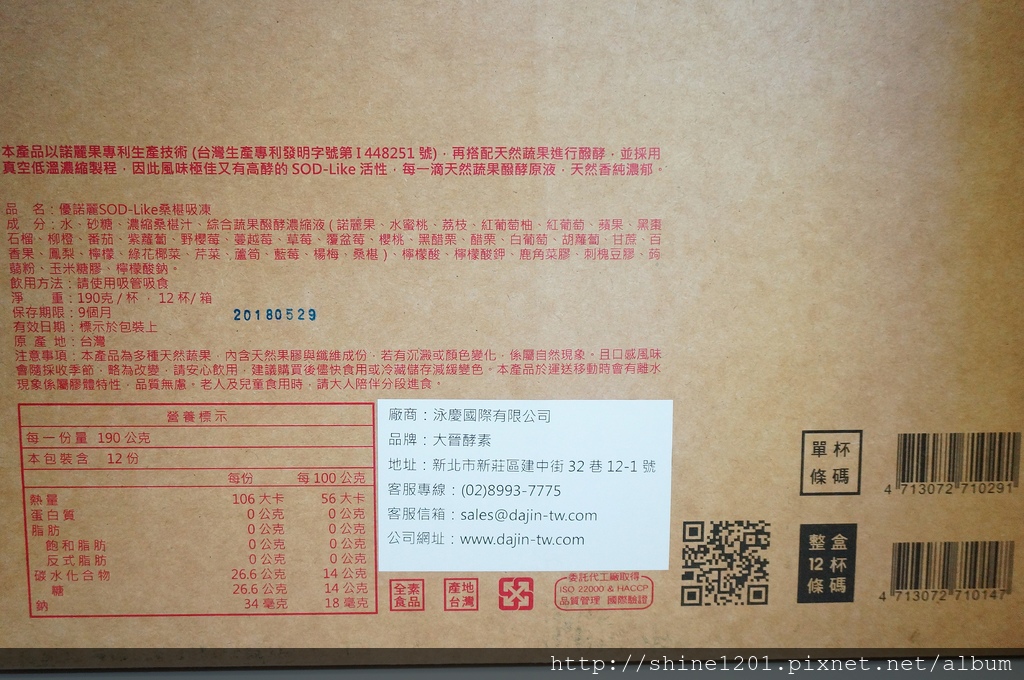 本產品以諾麗果專利生產技術 (台灣生產專利發明字號第 I 448251 號)，再搭配天然蔬果進行醱酵，並採用
真空低溫濃縮製程，因此風味極佳又有高酵的 SOD-Like 活性，每一滴天然蔬果醱酵原液，天然香純濃郁。
品　名：優諾麗SOD-Like桑椹吸凍
成　分：水、砂糖、濃縮桑椹汁、綜合蔬果醱酵濃縮液 ( 諾麗果、水蜜桃、荔枝、紅葡萄柚、紅葡萄、蘋果、黑棗
石榴、柳橙、番茄、紫蘿蔔、野櫻莓、蔓越莓、草莓、覆盆莓、櫻桃、黑醋栗、醋栗、白葡萄、胡蘿蔔、甘蔗、百
香果、鳳梨、檸檬、綠花椰菜、芹菜、蘆筍、藍莓、楊梅、桑椹 )、檸檬酸、檸檬酸鉀、鹿角菜膠、刺槐豆膠、蒟
蒻粉、玉米糖膠、檸檬酸鈉。
飲用方法：請使用吸管吸食
淨　　重：190克 / 杯 ， 12 杯/ 箱
保存期限：9個月
20180529
有效日期：標示於包裝上
原 產 地：台灣
注意事項：本產品為多種天然蔬果，內含天然果膠與纖維成份，若有沉澱或顏色變化，係屬自然現象。且口感風味
會隨採收季節，略為改變，請安心飲用，建議購買後儘快食用或冷藏儲存減緩變色。本產品於運送移動時會有離水
現象係屬膠體特性，品質無慮。老人及兒童食用時，請大人陪伴分段進食。
營養標示
每一份量 190 公克
本包裝含　12 份
每份　每 100 公克
熱量　106 大卡　56 大卡
蛋白質　0 公克　0 公克
脂肪　0 公克　0 公克
飽和脂肪　0 公克　0 公克
反式脂肪　0 公克　0 公克
碳水化合物　26.6 公克　14 公克
糖　26.6 公克　14 公克
鈉　34 毫克　18 毫克
廠商：泳慶國際有限公司
品牌：大晉酵素
地址：新北市新莊區建中街 32 巷 12-1 號
客服專線：(02)8993-7775
客服信箱：sales@dajin-tw.com
公司網址：www.dajin-tw.com
全素
食品
產地
台灣
委託代工廠取得
ISO 22000 & HACCP
品質管理 國際驗證
單杯
條碼
4 713072 710291
整盒
12杯
條碼
4 713072 710147
http://shine1201.pixnet.net/album